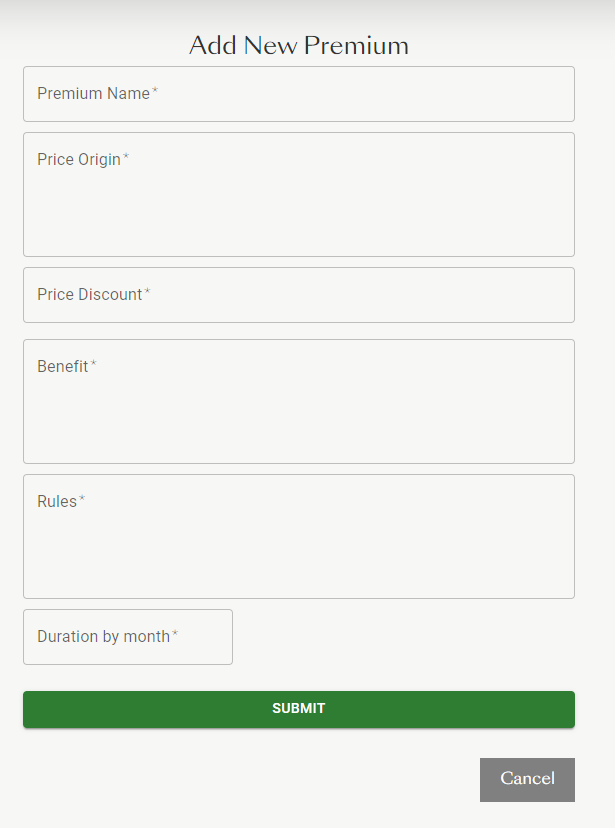 Add New Premium
Premium Name*
Price Origin*
Price Discount*
Benefit*
Rules*
Duration by month*
SUBMIT
Cancel